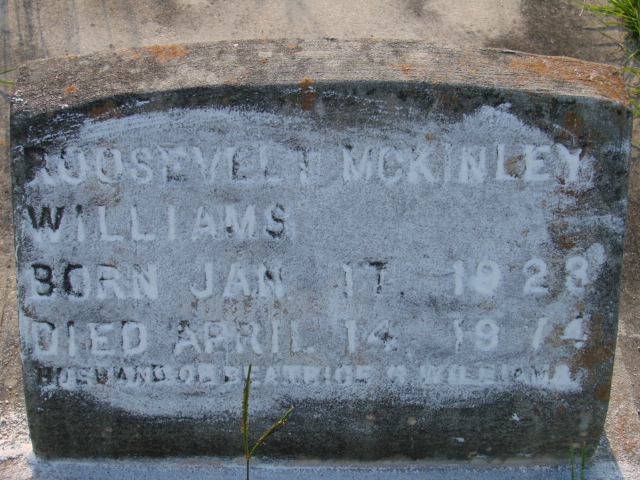 ROOSEVELT MCKINLEY
WILLIAMS
BORN JAN. 17, 1923
DIED APRIL 14, 1974
HUSBAND OF BEATRICE M WILLIAMS